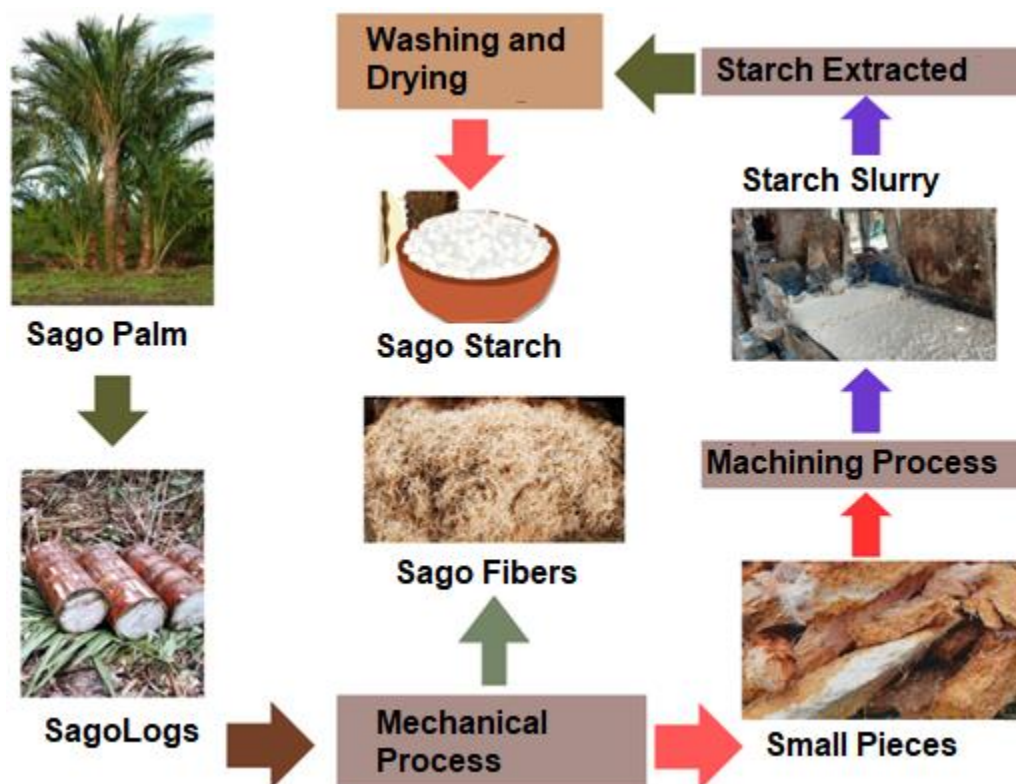 Washing and
Drying
Starch Extracted
Starch Slurry
Sago Palm
Sago Starch
Machining Process
Sago Fibers
SagoLogs
Mechanical
Process
Small Pieces